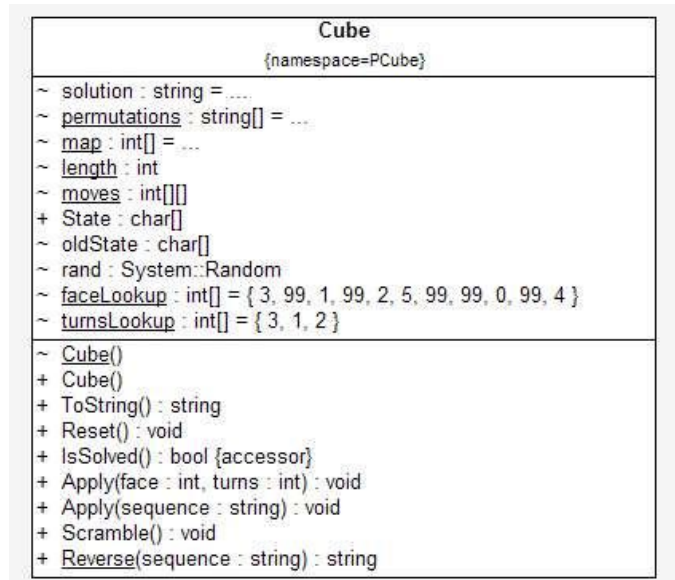 Cube
{namespace=PCube}
~ solution : string = ...
~ permutations : string[] = ...
~ map : int[] = ...
~ length : int
~ moves : int[][]
+ State : char[]
~ oldState : char[]
~ rand : System::Random
~ faceLookup : int[] = { 3, 99, 1, 99, 2, 5, 99, 99, 0, 99, 4 }
~ turnsLookup : int[] = { 3, 1, 2 }
~ Cube()
+ Cube()
+ ToString() : string
+ Reset() : void
+ IsSolved() : bool {accessor}
+ Apply(face : int, turns : int) : void
+ Apply(sequence : string) : void
+ Scramble() : void
+ Reverse(sequence : string) : string